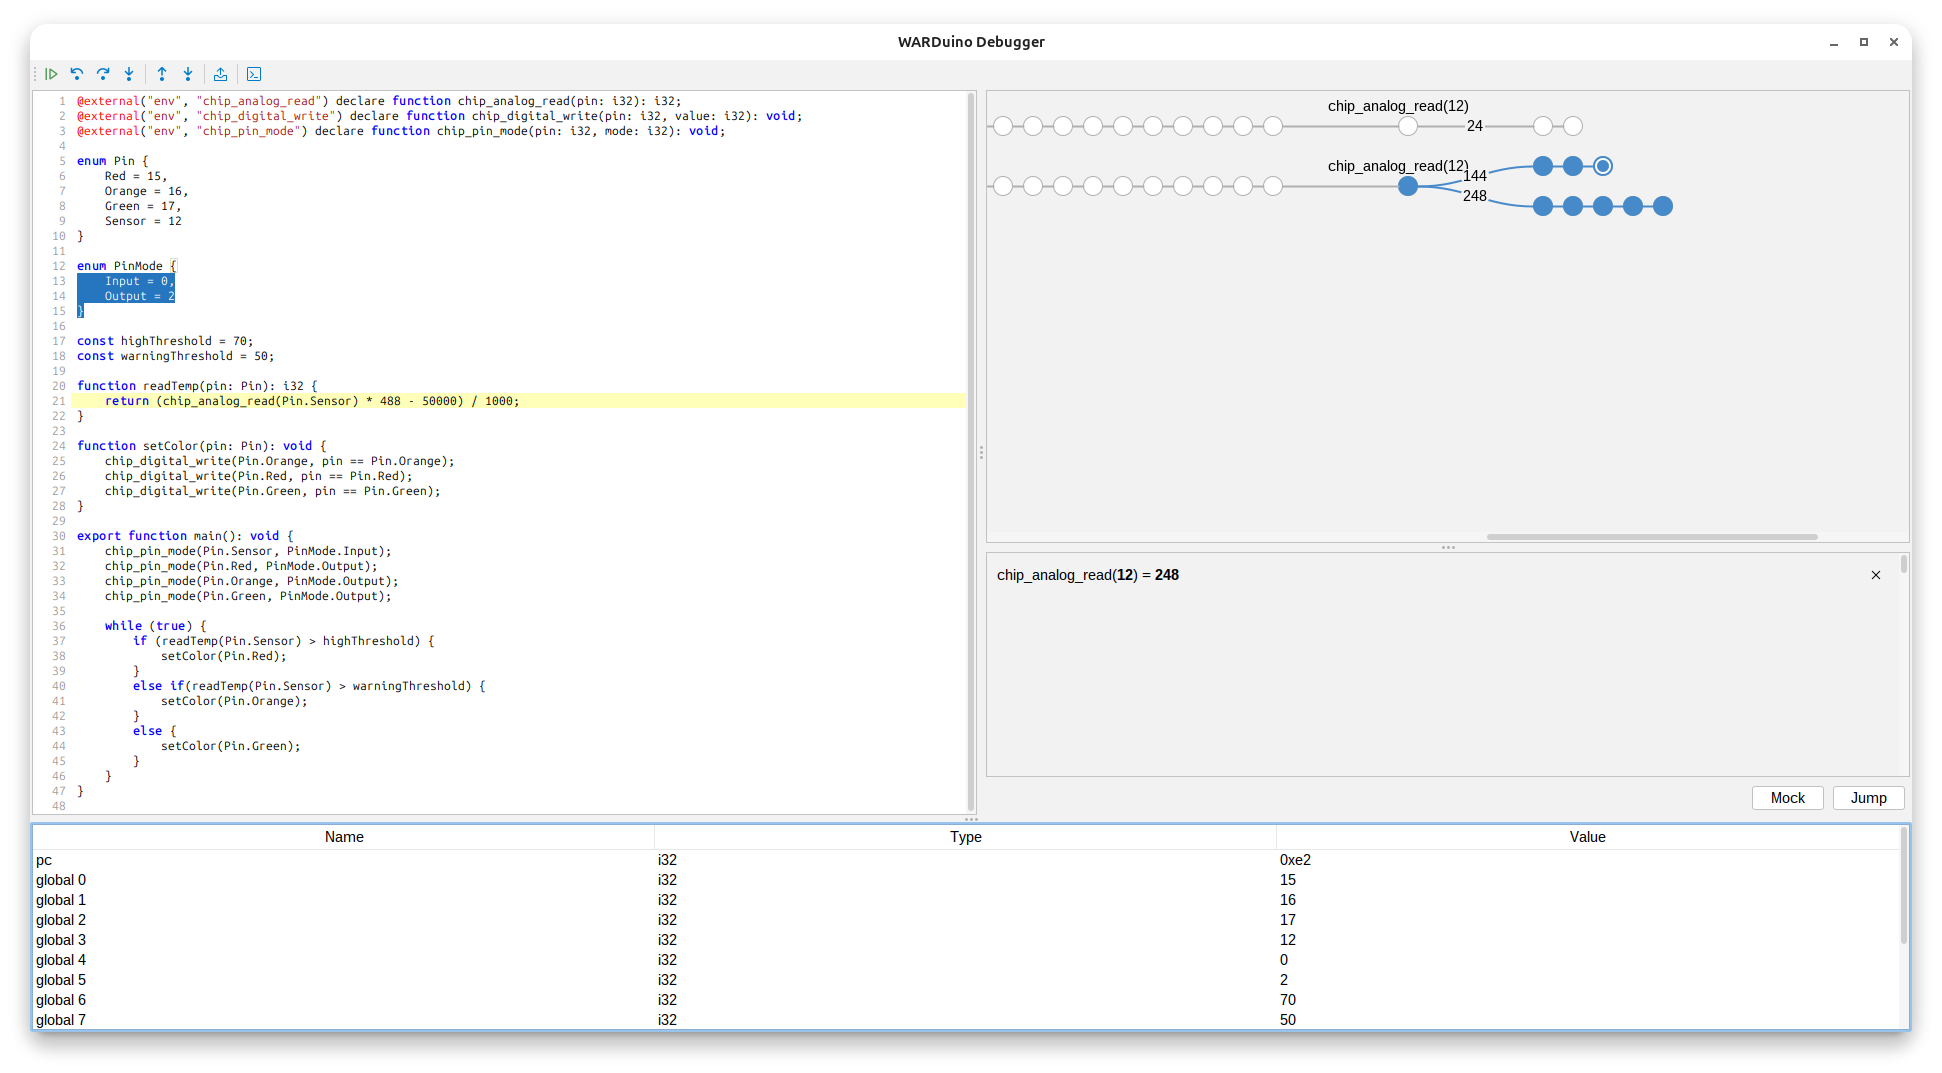 WARDuino Debugger
1 @external("env", "chip_analog_read") declare function chip_analog_read(pin: i32): i32;
2 @external("env", "chip_digital_write") declare function chip_digital_write(pin: i32, value: i32): void;
3 @external("env", "chip_pin_mode") declare function chip_pin_mode(pin: i32, mode: i32): void;
4
5 enum Pin {
6     Red = 15,
7     Orange = 16,
8     Green = 17,
9     Sensor = 12
10 }
11
12 enum PinMode {
13     Input = 0,
14     Output = 2
15 }
16
17 const highThreshold = 70;
18 const warningThreshold = 50;
19
20 function readTemp(pin: Pin): i32 {
21     return (chip_analog_read(Pin.Sensor) * 488 - 50000) / 1000;
22 }
23
24 function setColor(pin: Pin): void {
25     chip_digital_write(Pin.Orange, pin == Pin.Orange);
26     chip_digital_write(Pin.Red, pin == Pin.Red);
27     chip_digital_write(Pin.Green, pin == Pin.Green);
28 }
29
30 export function main(): void {
31     chip_pin_mode(Pin.Sensor, PinMode.Input);
32     chip_pin_mode(Pin.Red, PinMode.Output);
33     chip_pin_mode(Pin.Orange, PinMode.Output);
34     chip_pin_mode(Pin.Green, PinMode.Output);
35
36     while (true) {
37         if (readTemp(Pin.Sensor) > highThreshold) {
38             setColor(Pin.Red);
39         }
40         else if(readTemp(Pin.Sensor) > warningThreshold) {
41             setColor(Pin.Orange);
42         }
43         else {
44             setColor(Pin.Green);
45         }
46     }
47 }
48
chip_analog_read(12)
24
chip_analog_read(12)
144
248
chip_analog_read(12) = 248
Mock Jump
Name Type Value
pc i32 0xe2
global 0 i32 15
global 1 i32 16
global 2 i32 17
global 3 i32 12
global 4 i32 0
global 5 i32 2
global 6 i32 70
global 7 i32 50